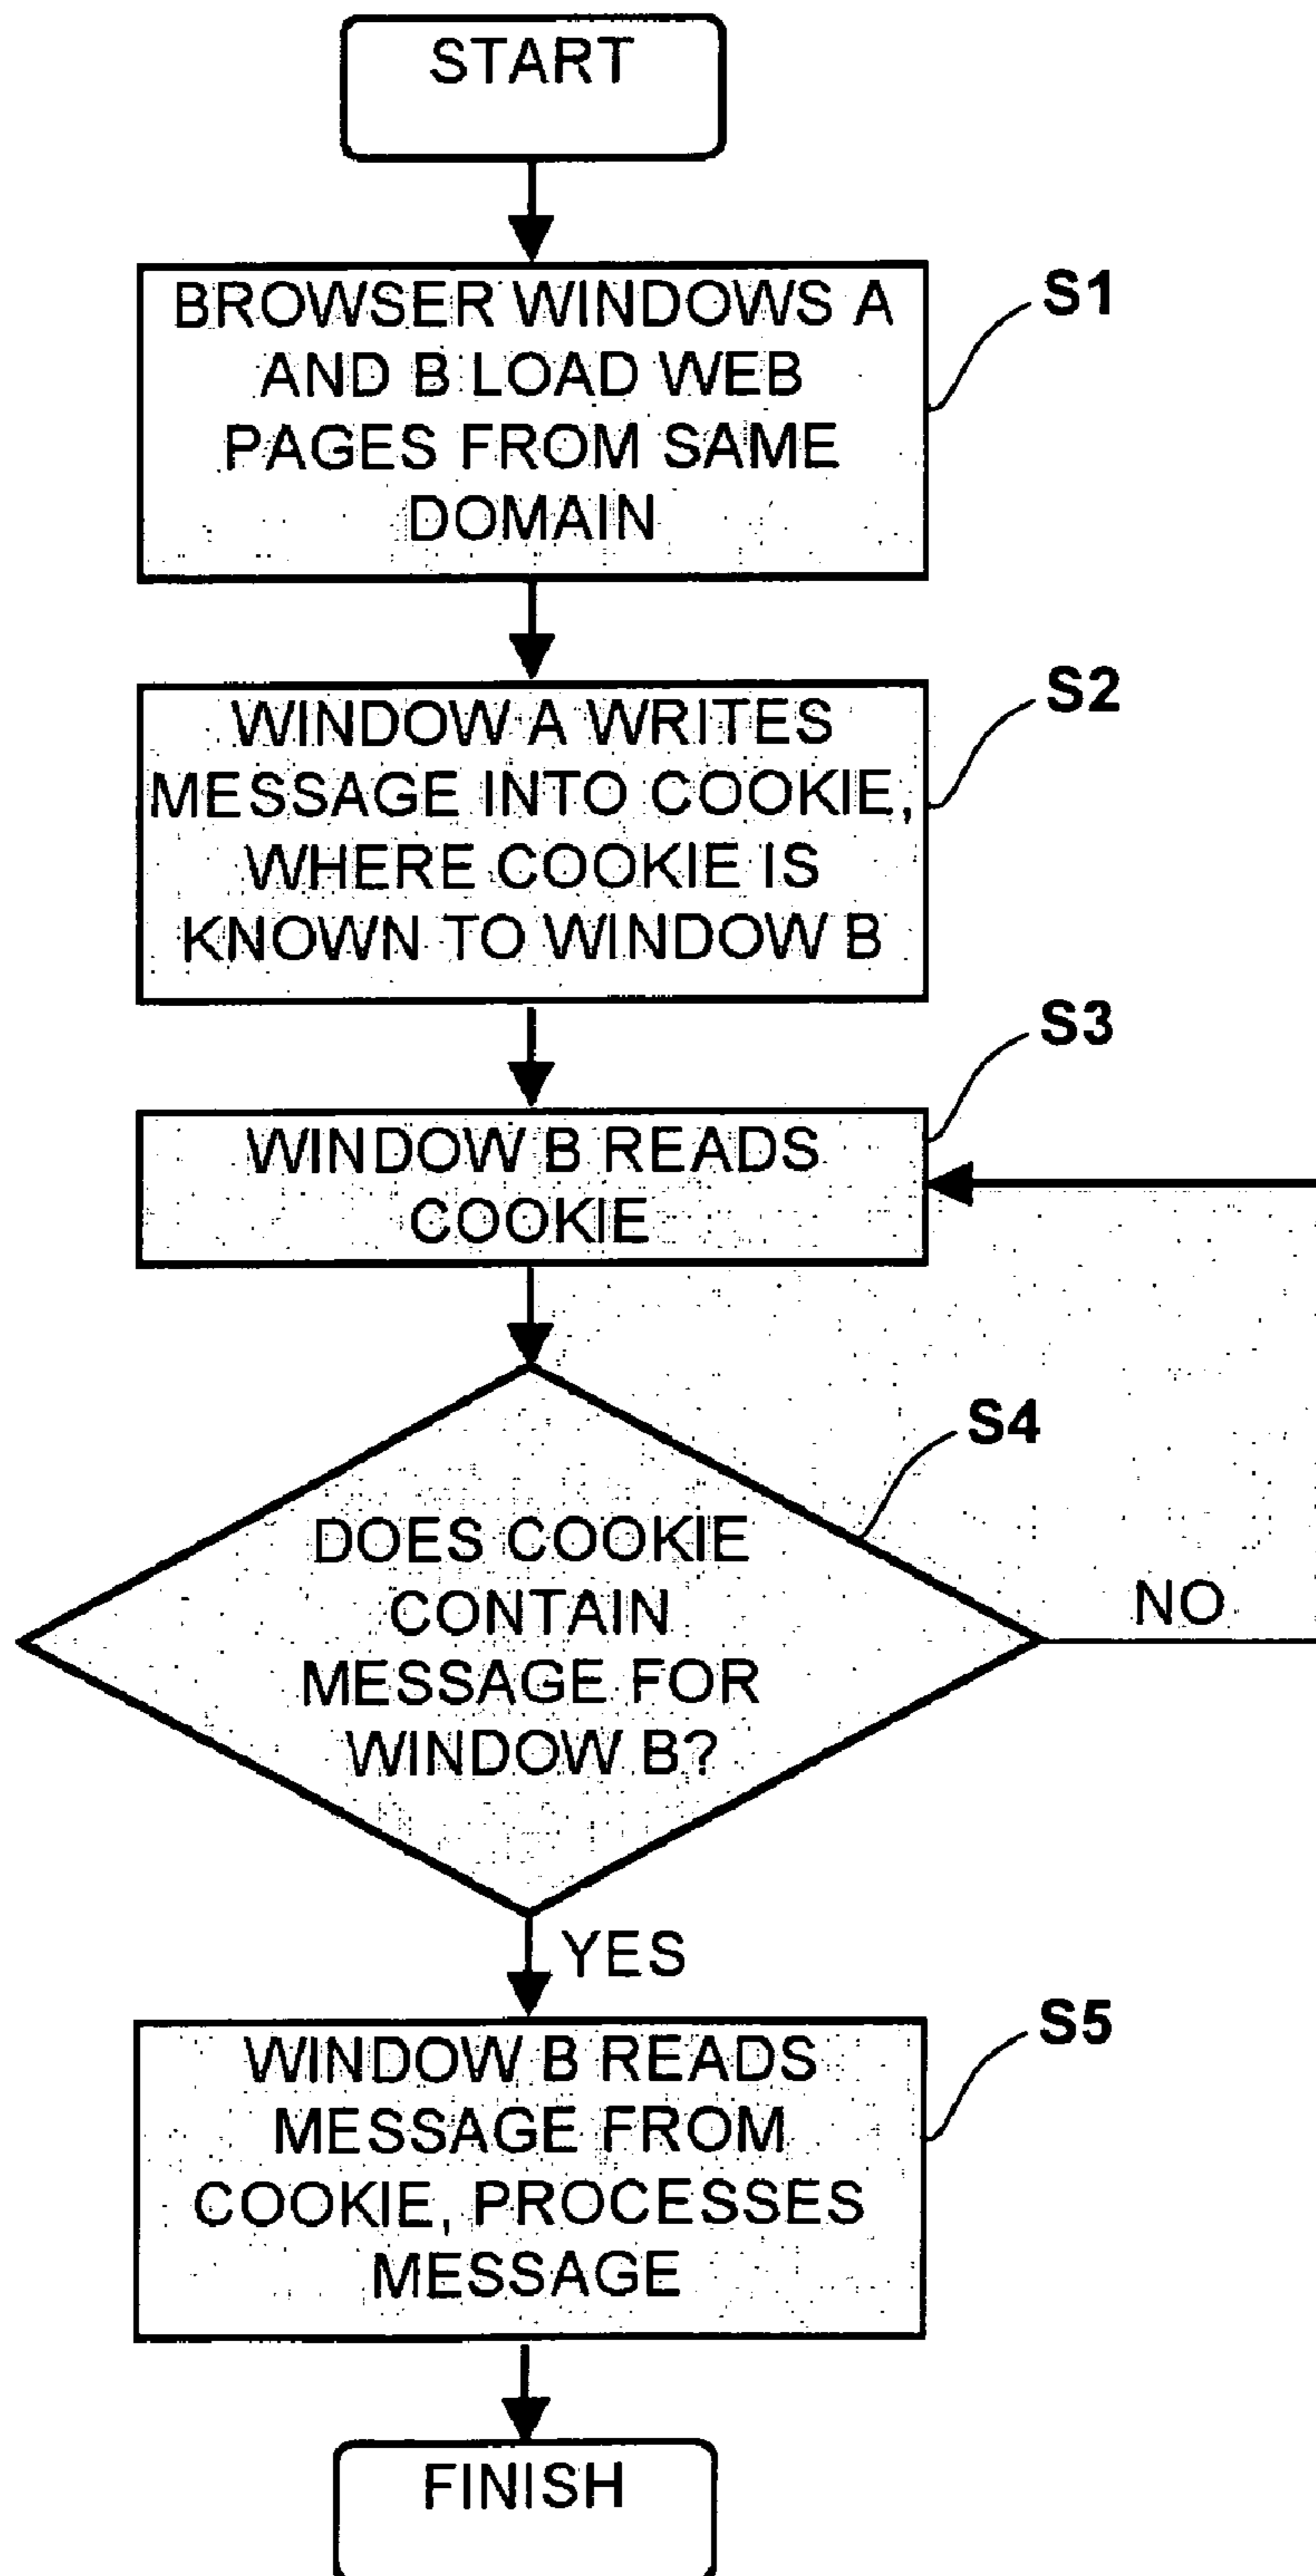 START
BROWSER WINDOWS A
AND B LOAD WEB
PAGES FROM SAME
DOMAIN
S1
WINDOW A WRITES
MESSAGE INTO COOKIE,
WHERE COOKIE IS
KNOWN TO WINDOW B
S2
WINDOW B READS
COOKIE
S3
DOES COOKIE
CONTAIN
MESSAGE FOR
WINDOW B?
S4
NO
YES
WINDOW B READS
MESSAGE FROM
COOKIE, PROCESSES
MESSAGE
S5
FINISH